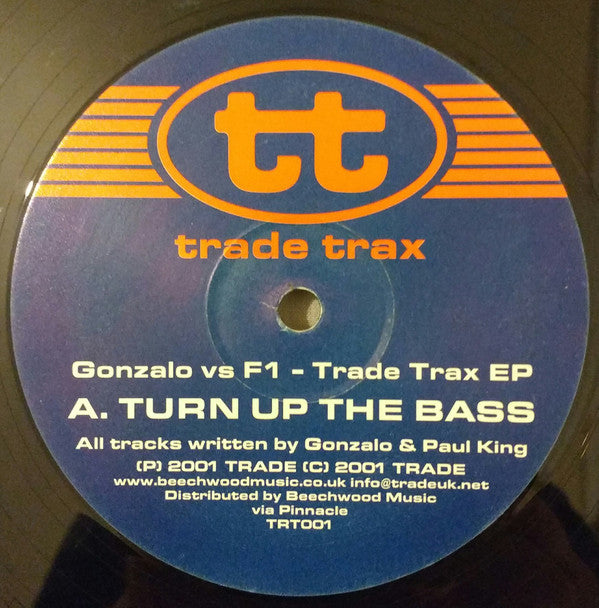 tt
trade trax
Gonzalo vs F1 - Trade Trax EP
A. TURN UP THE BASS
All tracks written by Gonzalo & Paul King
(P) 2001 TRADE (C) 2001 TRADE
www.beechwoodmusic.co.uk info@tradeuk.net
Distributed by Beechwood Music
via Pinnacle
TRT001